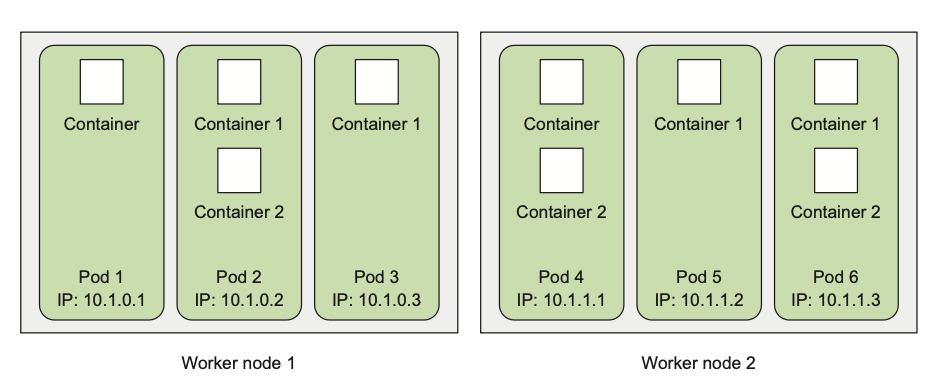 Container
Container 1
Container 1
Container 2
Pod 1
IP: 10.1.0.1
Pod 2
IP: 10.1.0.2
Pod 3
IP: 10.1.0.3
Worker node 1
Container
Container 1
Container 1
Container 2
Container 2
Pod 4
IP: 10.1.1.1
Pod 5
IP: 10.1.1.2
Pod 6
IP: 10.1.1.3
Worker node 2